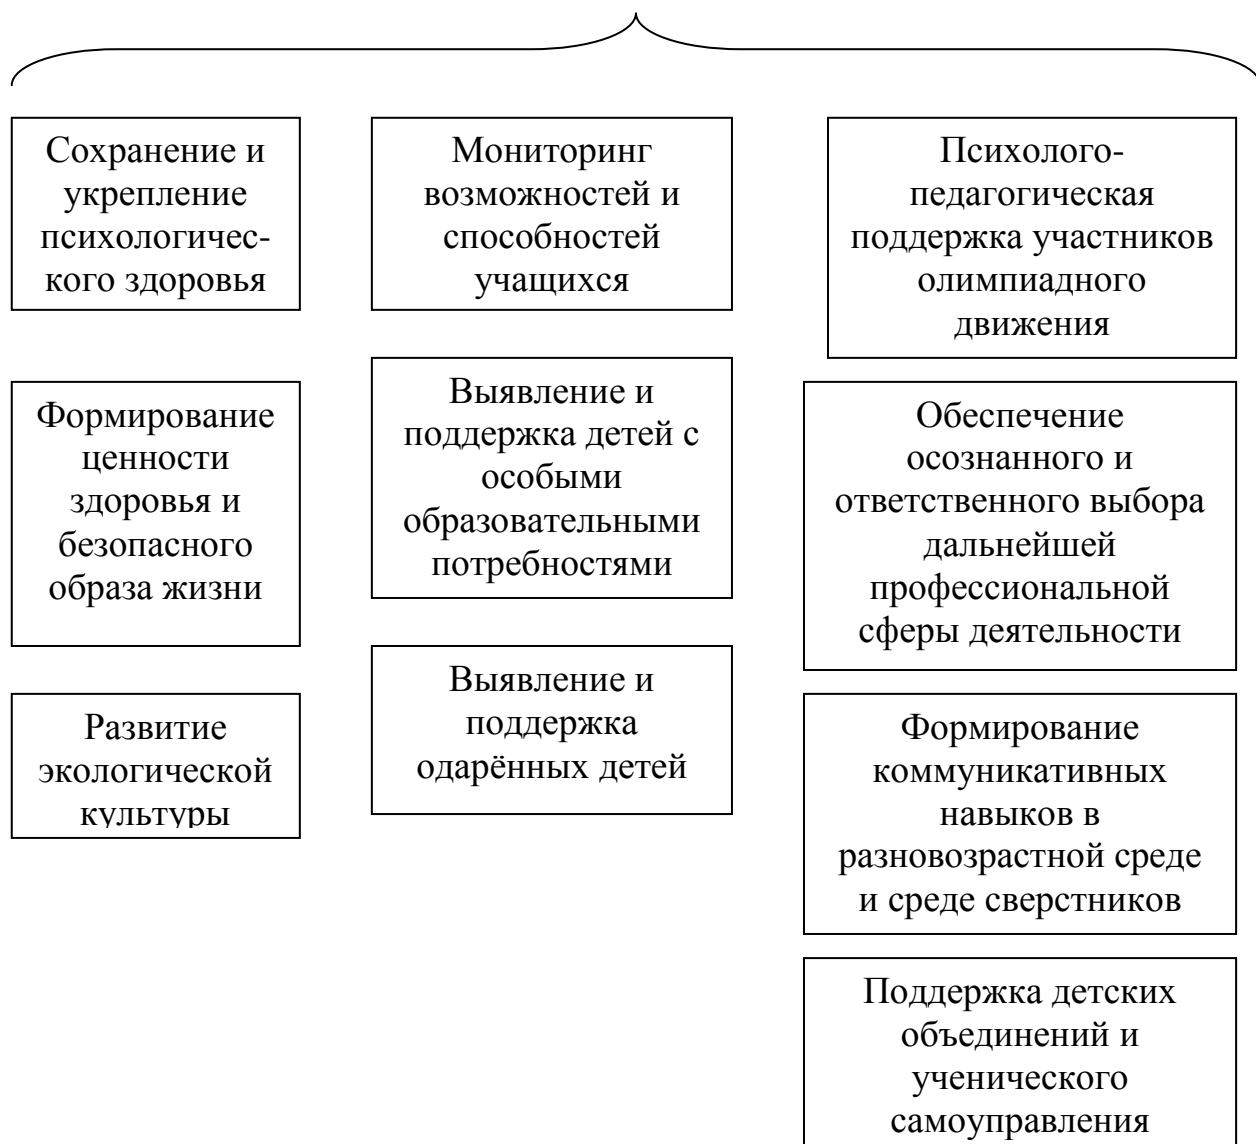 Сохранение и
укрепление
психологичес-
кого здоровья
Формирование
ценности
здоровья и
безопасного
образа жизни
Развитие
экологической
культуры
Мониторинг
возможностей и
способностей
учащихся
Выявление и
поддержка детей с
особыми
образовательными
потребностями
Выявление и
поддержка
одарённых детей
Психолого-
педагогическая
поддержка участников
олимпиадного
движения
Обеспечение
осознанного и
ответственного выбора
дальнейшей
профессиональной
сферы деятельности
Формирование
коммуникативных
навыков в
разновозрастной среде
и среде сверстников
Поддержка детских
объединений и
ученического
самоуправления